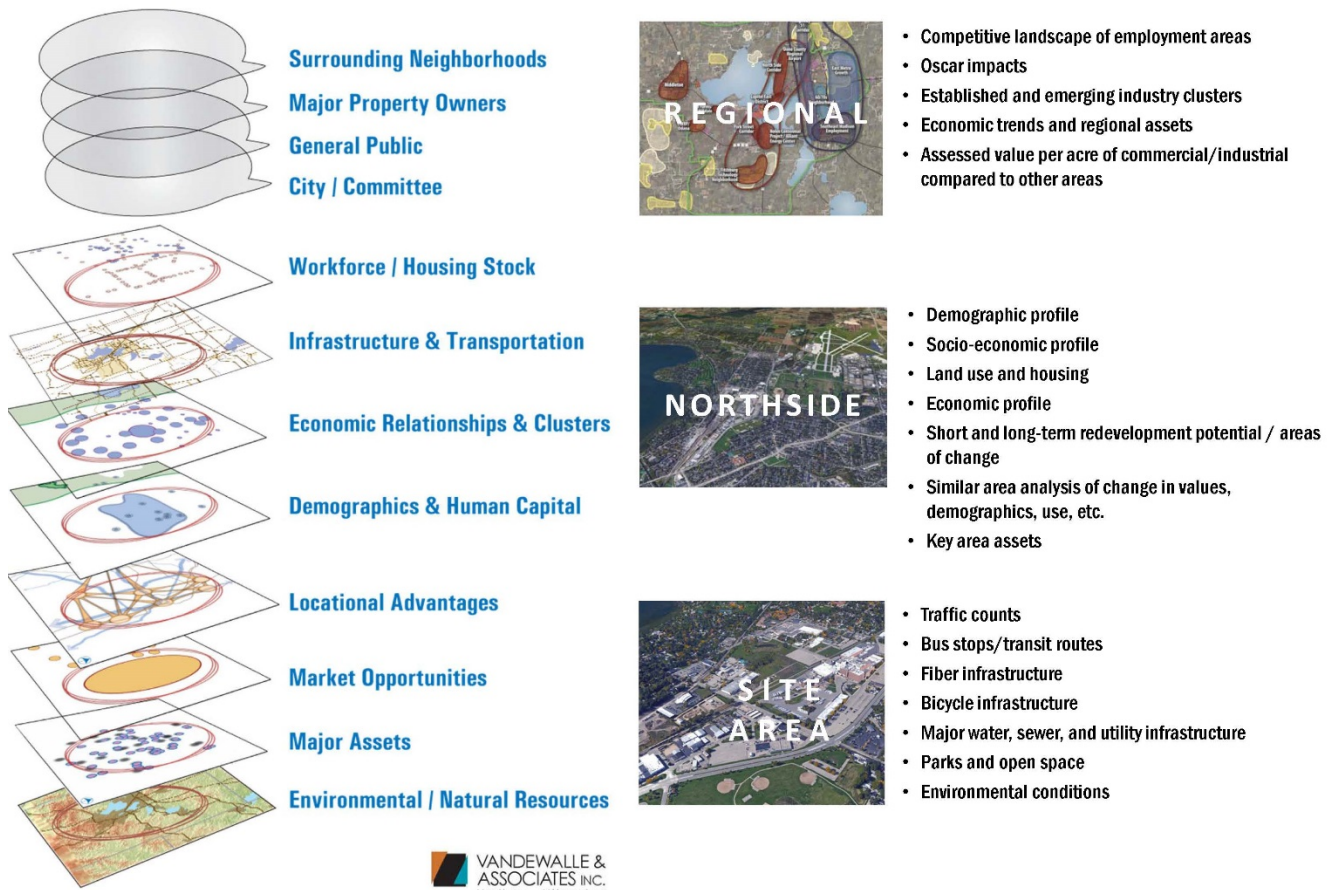 Surrounding Neighborhoods
Major Property Owners
General Public
City / Committee
Workforce / Housing Stock
Infrastructure & Transportation
Economic Relationships & Clusters
Demographics & Human Capital
Locational Advantages
Market Opportunities
Major Assets
Environmental / Natural Resources
VANDEWALLE &
ASSOCIATES INC.
REGIONAL
• Competitive landscape of employment areas
• Oscar impacts
• Established and emerging industry clusters
• Economic trends and regional assets
• Assessed value per acre of commercial/industrial
compared to other areas
NORTHSIDE
• Demographic profile
• Socio-economic profile
• Land use and housing
• Economic profile
• Short and long-term redevelopment potential / areas
of change
• Similar area analysis of change in values,
demographics, use, etc.
• Key area assets
SITE
AREA
• Traffic counts
• Bus stops/transit routes
• Fiber infrastructure
• Bicycle infrastructure
• Major water, sewer, and utility infrastructure
• Parks and open space
• Environmental conditions